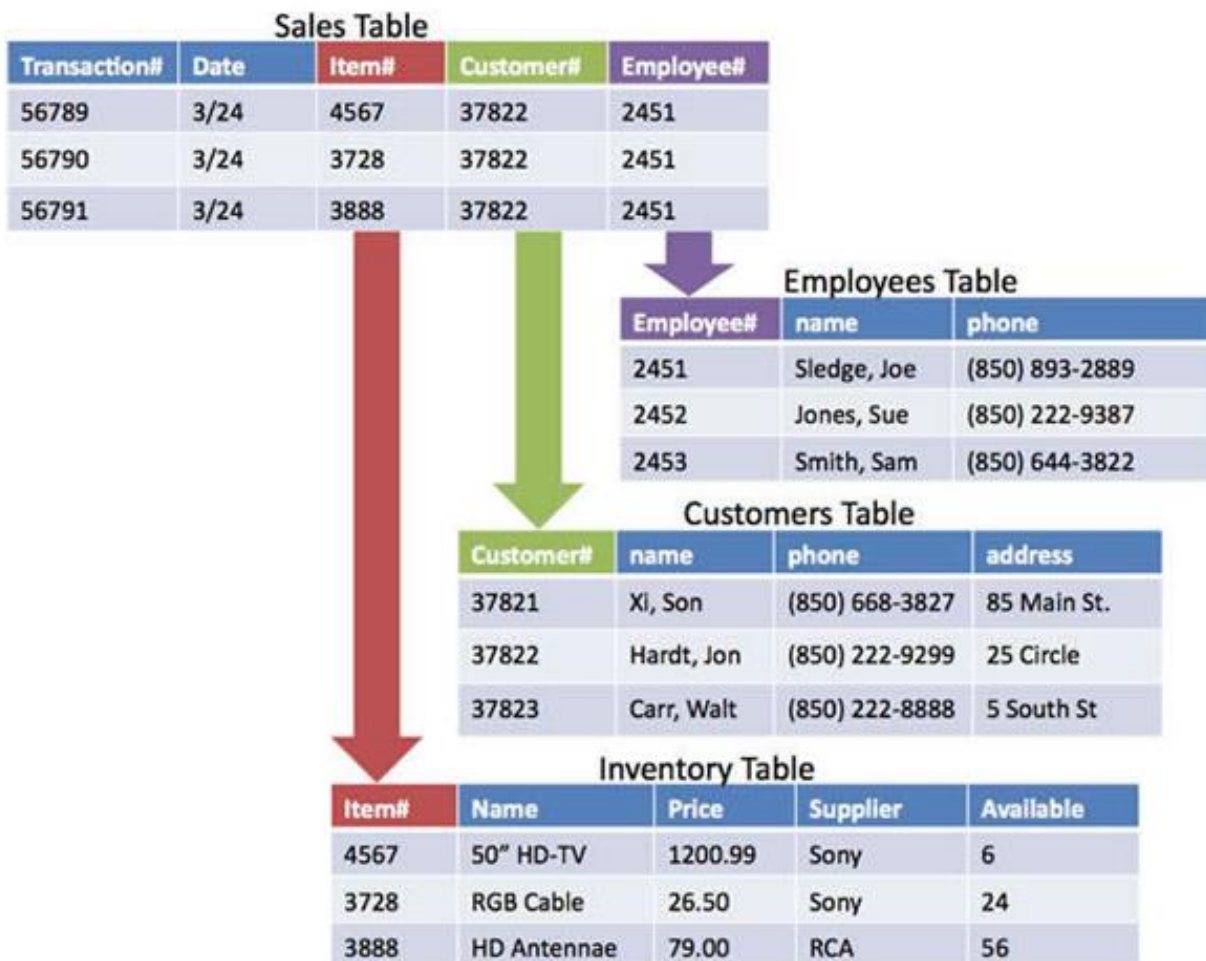 Sales Table
Transaction# Date Item# Customer# Employee#
56789 3/24 4567 37822 2451
56790 3/24 3728 37822 2451
56791 3/24 3888 37822 2451
Employees Table
Employee# name phone
2451 Sledge, Joe (850) 893-2889
2452 Jones, Sue (850) 222-9387
2453 Smith, Sam (850) 644-3822
Customers Table
Customer# name phone address
37821 Xi, Son (850) 668-3827 85 Main St.
37822 Hardt, Jon (850) 222-9299 25 Circle
37823 Carr, Walt (850) 222-8888 5 South St
Inventory Table
Item# Name Price Supplier Available
4567 50” HD-TV 1200.99 Sony 6
3728 RGB Cable 26.50 Sony 24
3888 HD Antennae 79.00 RCA 56